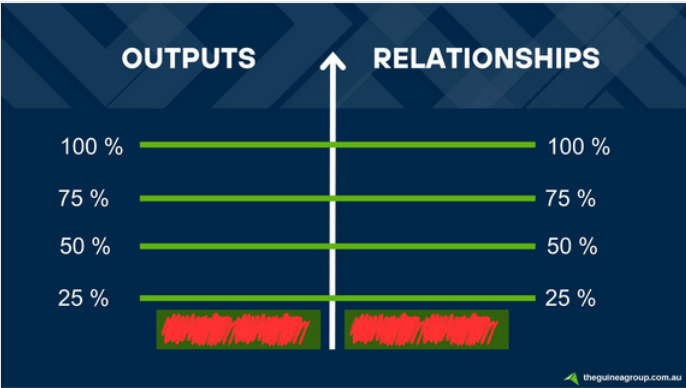 OUTPUTS RELATIONSHIPS
100 % 100 %
75 % 75 %
50 % 50 %
25 % 25 %
theguineagroup.com.au